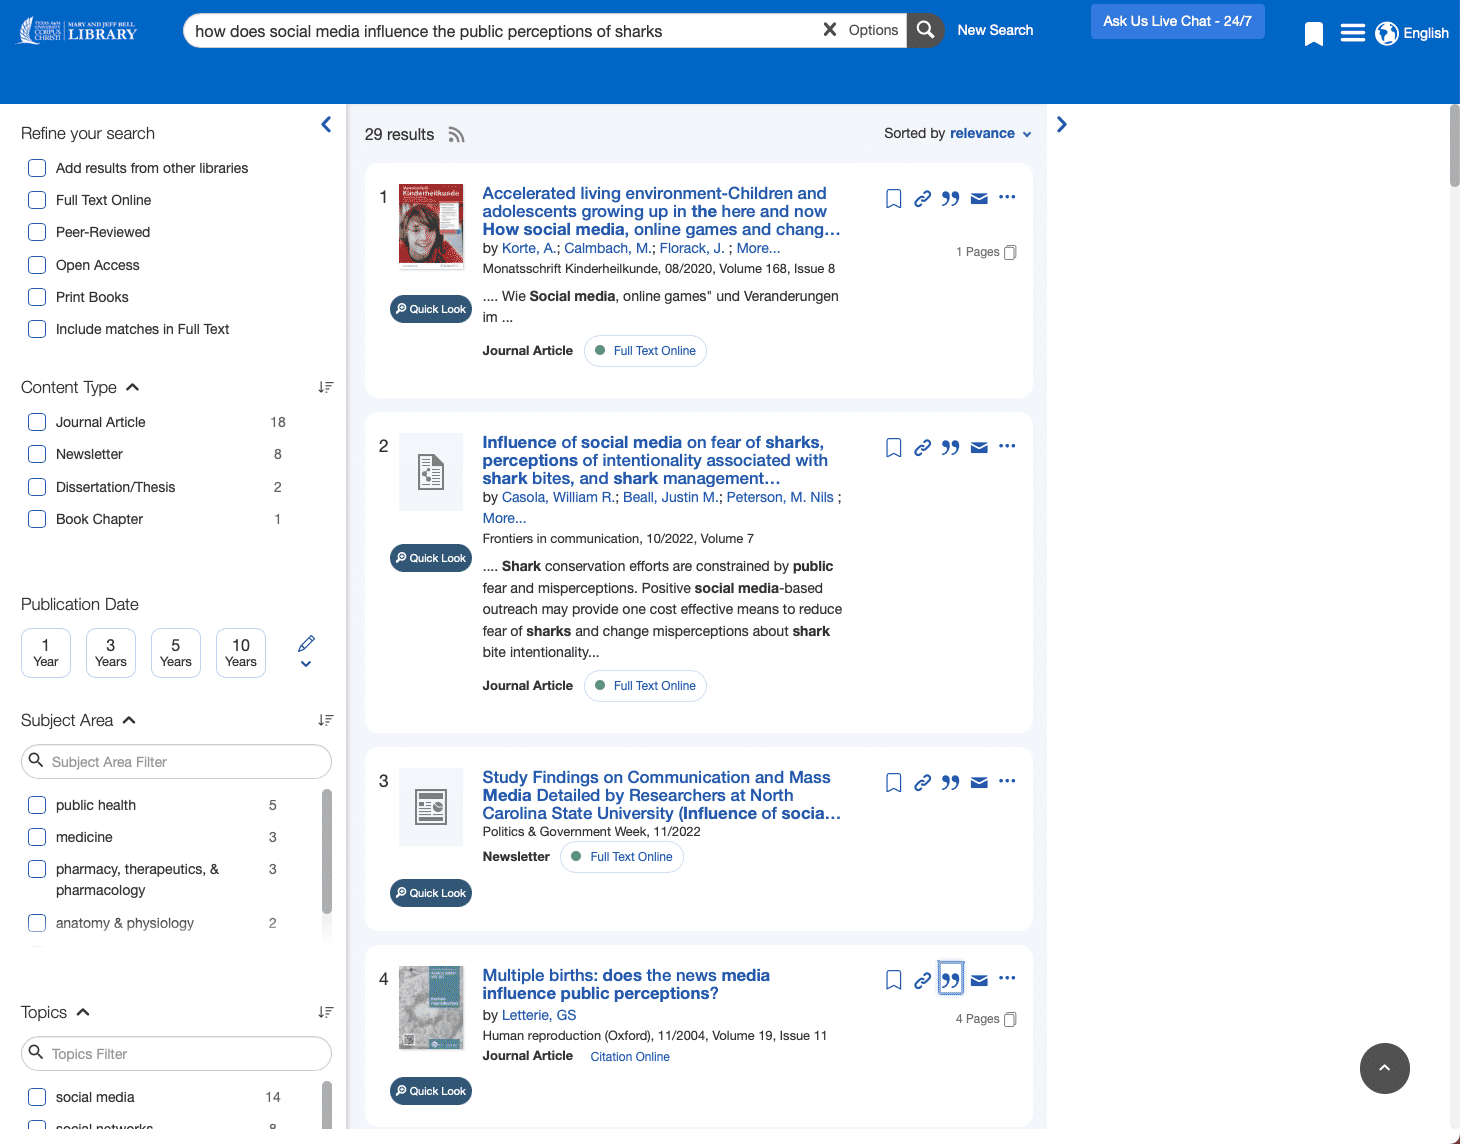 TEXAS A&M
UNIVERSITY
CORPUS
CHRISTI
MARY AND JEFF BELL
LIBRARY
how does social media influence the public perceptions of sharks
Options
New Search
Ask Us Live Chat - 24/7
English
Refine your search
Add results from other libraries
Full Text Online
Peer-Reviewed
Open Access
Print Books
Include matches in Full Text
Content Type
Journal Article 18
Newsletter 8
Dissertation/Thesis 2
Book Chapter 1
Publication Date
1 Year
3 Years
5 Years
10 Years
Subject Area
Subject Area Filter
public health 5
medicine 3
pharmacy, therapeutics, & 3
pharmacology
anatomy & physiology 2
Topics
Topics Filter
social media 14
social networks 8
29 results
Sorted by relevance
1
Kinderheilkunde
Accelerated living environment-Children and
adolescents growing up in the here and now
How social media, online games and chang...
by Korte, A.; Calmbach, M.; Florack, J. ; More...
Monatsschrift Kinderheilkunde, 08/2020, Volume 168, Issue 8
1 Pages
Quick Look
.... Wie Social media, online games" und Veranderungen
im ...
Journal Article Full Text Online
2
Influence of social media on fear of sharks,
perceptions of intentionality associated with
shark bites, and shark management...
by Casola, William R.; Beall, Justin M.; Peterson, M. Nils ;
More...
Frontiers in communication, 10/2022, Volume 7
Quick Look
.... Shark conservation efforts are constrained by public
fear and misperceptions. Positive social media-based
outreach may provide one cost effective means to reduce
fear of sharks and change misperceptions about shark
bite intentionality...
Journal Article Full Text Online
3
Study Findings on Communication and Mass
Media Detailed by Researchers at North
Carolina State University (Influence of socia...
Politics & Government Week, 11/2022
Newsletter Full Text Online
Quick Look
4
Multiple births: does the news media
influence public perceptions?
by Letterie, GS
Human reproduction (Oxford), 11/2004, Volume 19, Issue 11
4 Pages
Journal Article Citation Online
Quick Look